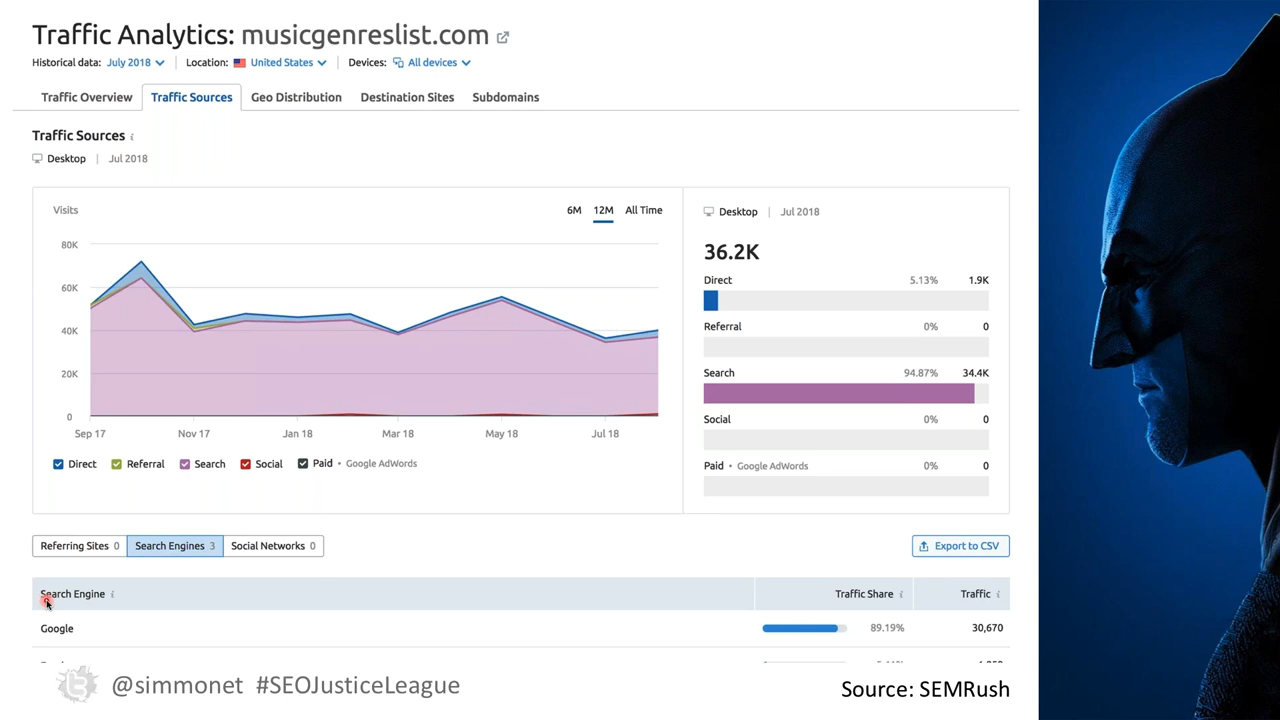 Traffic Analytics: musicgenreslist.com
Historical data: July 2018 | Location: United States | Devices: All devices
Traffic Overview Traffic Sources Geo Distribution Destination Sites Subdomains
Traffic Sources i
Desktop | Jul 2018
Visits 6M 12M All Time
80K
60K
40K
20K
0
Sep 17 Nov 17 Jan 18 Mar 18 May 18 Jul 18
Direct Referral Search Social Paid • Google AdWords
Desktop | Jul 2018
36.2K
Direct 5.13% 1.9K
Referral 0% 0
Search 94.87% 34.4K
Social 0% 0
Paid • Google AdWords 0% 0
Referring Sites 0 Search Engines 3 Social Networks 0 Export to CSV
Search Engine i Traffic Share i Traffic i
Google 89.19% 30,670
@simmonet #SEOJusticeLeague
Source: SEMRush